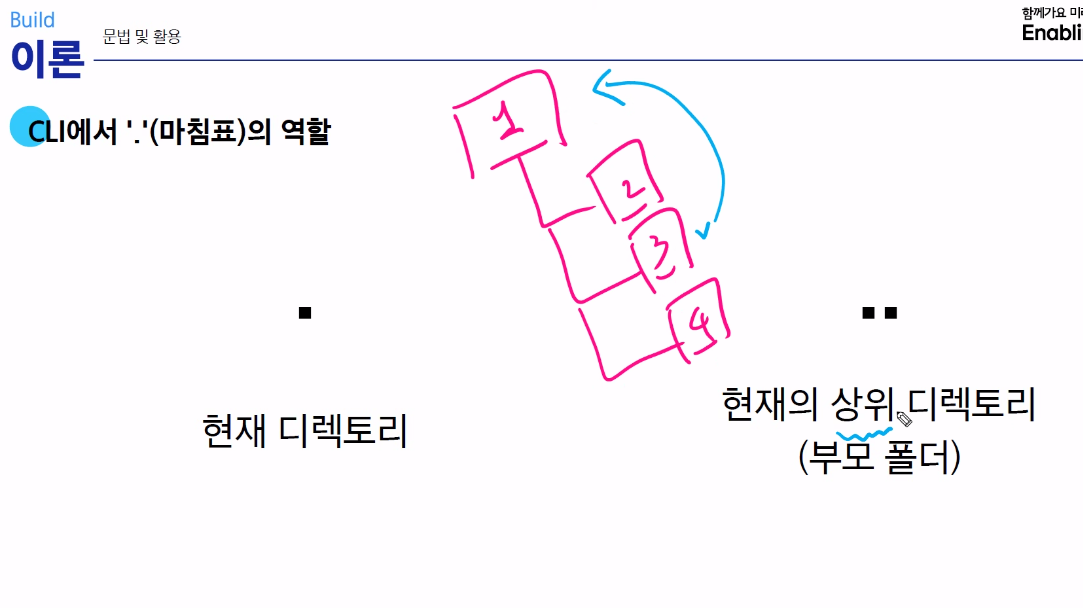 Build
이론
문법 및 활용
함께가요 미래
Enabli
CLI에서 '.'(마침표)의 역할
1
2
3
4
.
..
현재 디렉토리
현재의 상위 디렉토리
(부모 폴더)